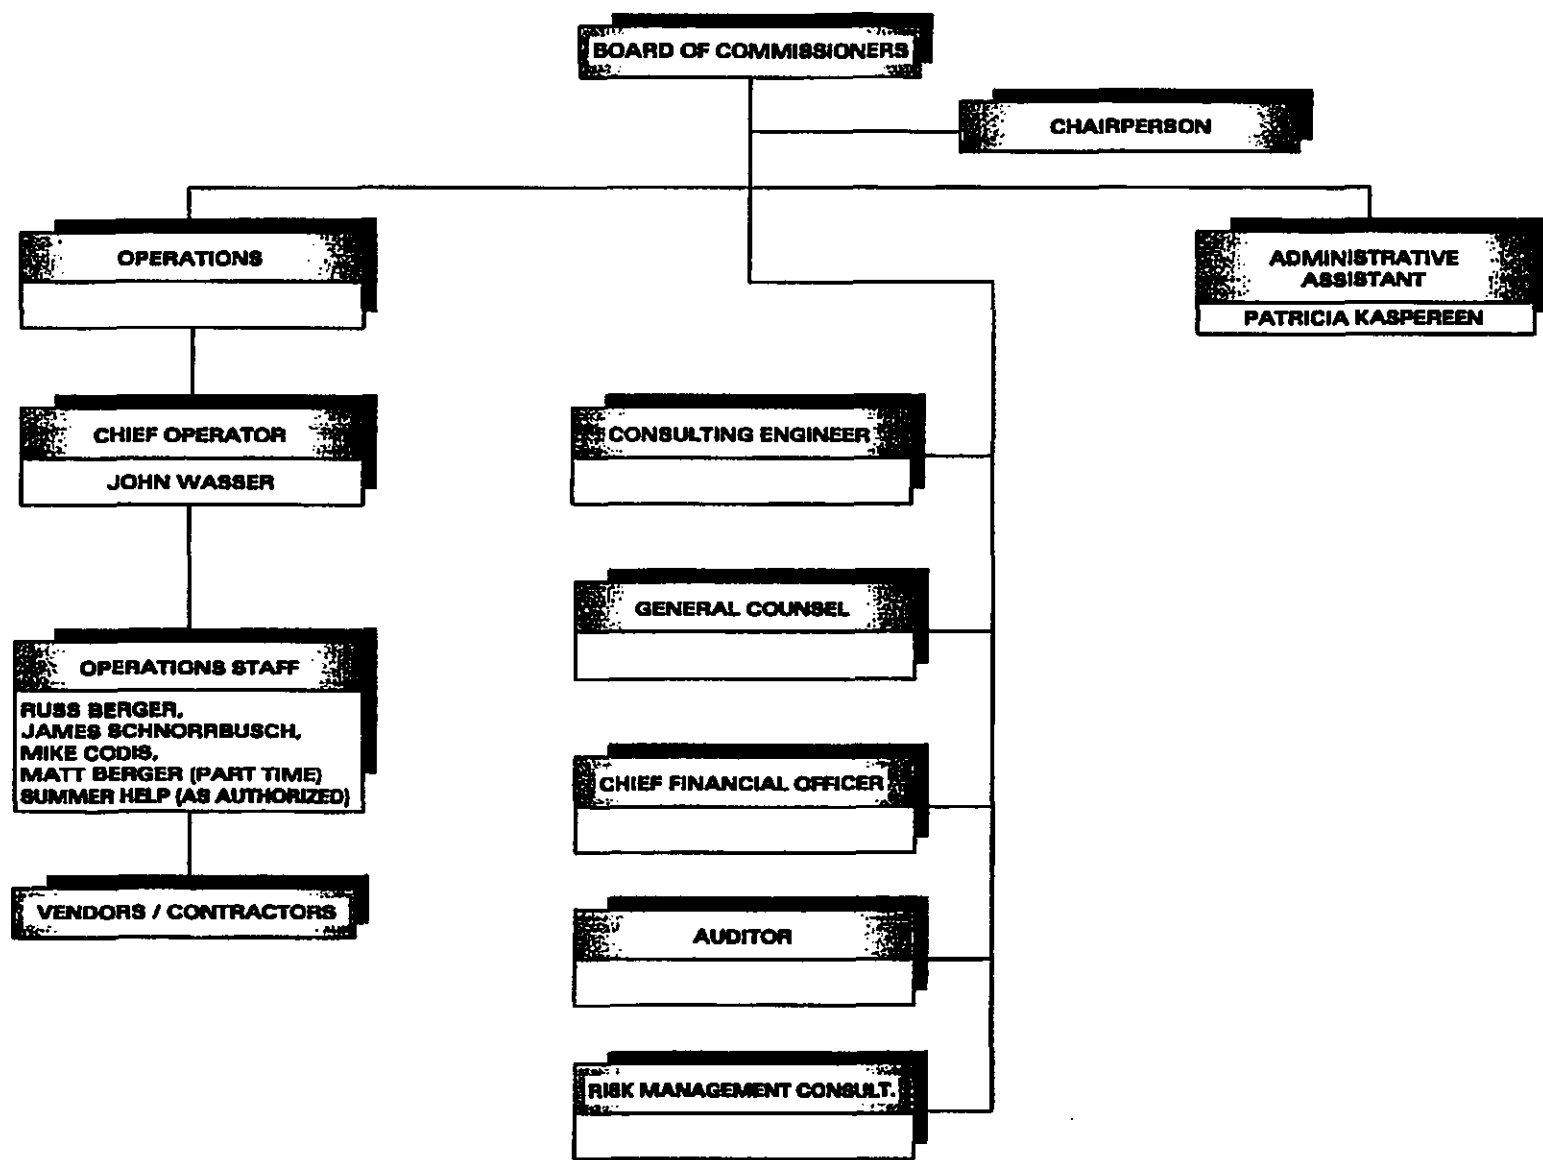 BOARD OF COMMISSIONERS
CHAIRPERSON
OPERATIONS
ADMINISTRATIVE
ASSISTANT
PATRICIA KASPEREEN
CHIEF OPERATOR
JOHN WASSER
CONSULTING ENGINEER
GENERAL COUNSEL
OPERATIONS STAFF
RUSS BERGER,
JAMES SCHNORRBUSCH,
MIKE CODIS,
MATT BERGER (PART TIME)
SUMMER HELP (AS AUTHORIZED)
CHIEF FINANCIAL OFFICER
VENDORS / CONTRACTORS
AUDITOR
RISK MANAGEMENT CONSULT.